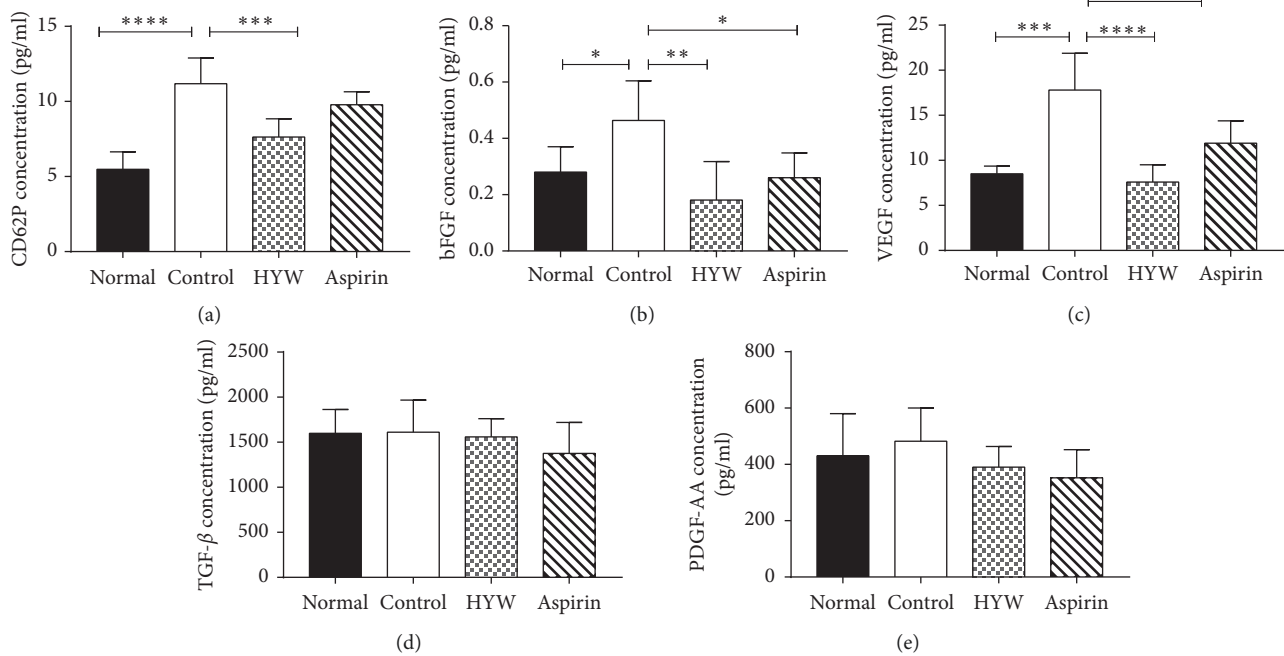 CD62P concentration (pg/ml)
15
10
5
0
****
***
Normal Control HYW Aspirin
(a)
bFGF concentration (pg/ml)
0.8
0.6
0.4
0.2
0.0
*
**
*
Normal Control HYW Aspirin
(b)
VEGF concentration (pg/ml)
25
20
15
10
5
0
***
****
Normal Control HYW Aspirin
(c)
TGF-β concentration (pg/ml)
2500
2000
1500
1000
500
0
Normal Control HYW Aspirin
(d)
PDGF-AA concentration
(pg/ml)
800
600
400
200
0
Normal Control HYW Aspirin
(e)